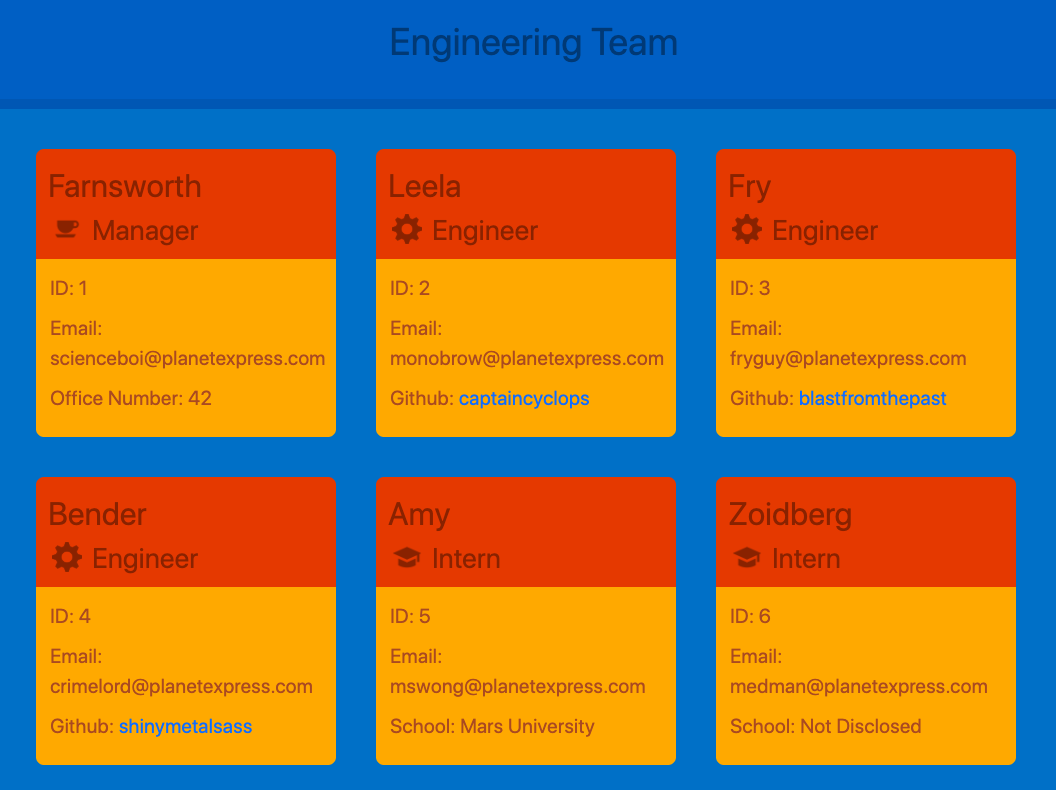 Engineering Team
Farnsworth
Manager
ID: 1
Email:
scienceboi@planetexpress.com
Office Number: 42
Leela
Engineer
ID: 2
Email:
monobrow@planetexpress.com
Github: captaincyclops
Fry
Engineer
ID: 3
Email:
fryguy@planetexpress.com
Github: blastfromthepast
Bender
Engineer
ID: 4
Email:
crimelord@planetexpress.com
Github: shinymetalsass
Amy
Intern
ID: 5
Email:
mswong@planetexpress.com
School: Mars University
Zoidberg
Intern
ID: 6
Email:
medman@planetexpress.com
School: Not Disclosed